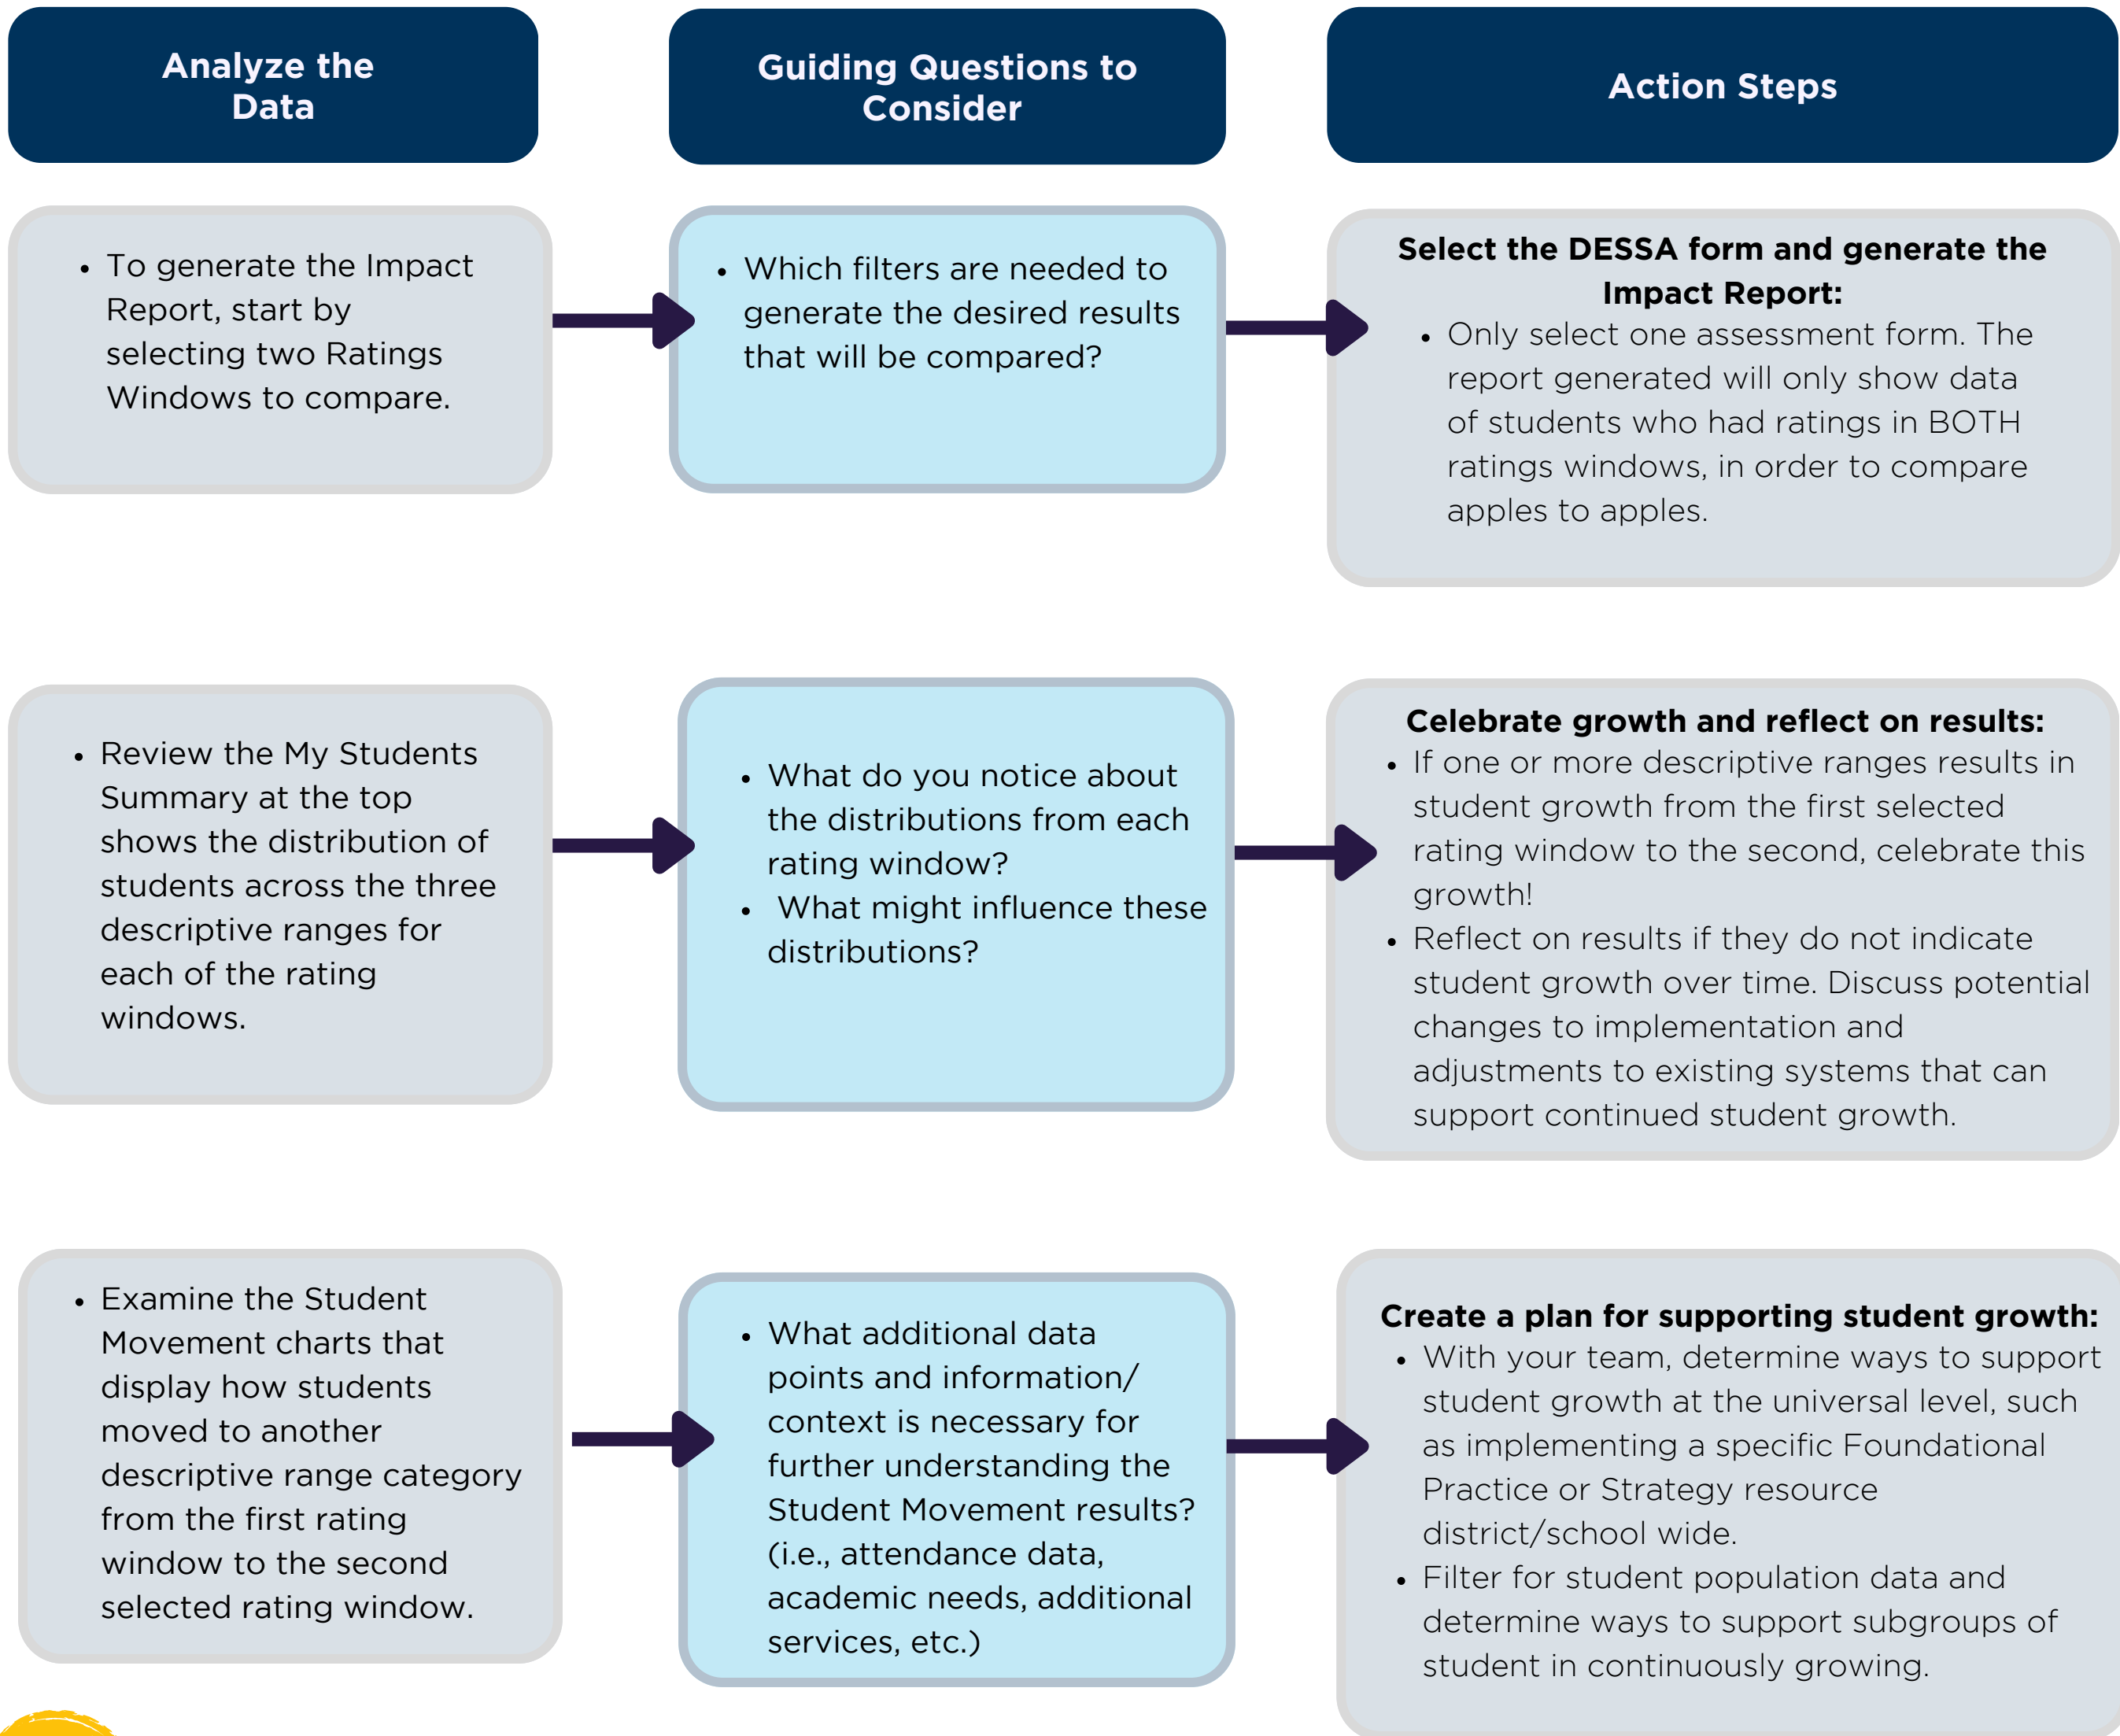 Analyze the
Data
Guiding Questions to
Consider
Action Steps
• To generate the Impact
Report, start by
selecting two Ratings
Windows to compare.
• Which filters are needed to
generate the desired results
that will be compared?
Select the DESSA form and generate the
Impact Report:
• Only select one assessment form. The
report generated will only show data
of students who had ratings in BOTH
ratings windows, in order to compare
apples to apples.
• Review the My Students
Summary at the top
shows the distribution of
students across the three
descriptive ranges for
each of the rating
windows.
• What do you notice about
the distributions from each
rating window?
• What might influence these
distributions?
Celebrate growth and reflect on results:
• If one or more descriptive ranges results in
student growth from the first selected
rating window to the second, celebrate this
growth!
• Reflect on results if they do not indicate
student growth over time. Discuss potential
changes to implementation and
adjustments to existing systems that can
support continued student growth.
• Examine the Student
Movement charts that
display how students
moved to another
descriptive range category
from the first rating
window to the second
selected rating window.
• What additional data
points and information/
context is necessary for
further understanding the
Student Movement results?
(i.e., attendance data,
academic needs, additional
services, etc.)
Create a plan for supporting student growth:
• With your team, determine ways to support
student growth at the universal level, such
as implementing a specific Foundational
Practice or Strategy resource
district/school wide.
• Filter for student population data and
determine ways to support subgroups of
student in continuously growing.